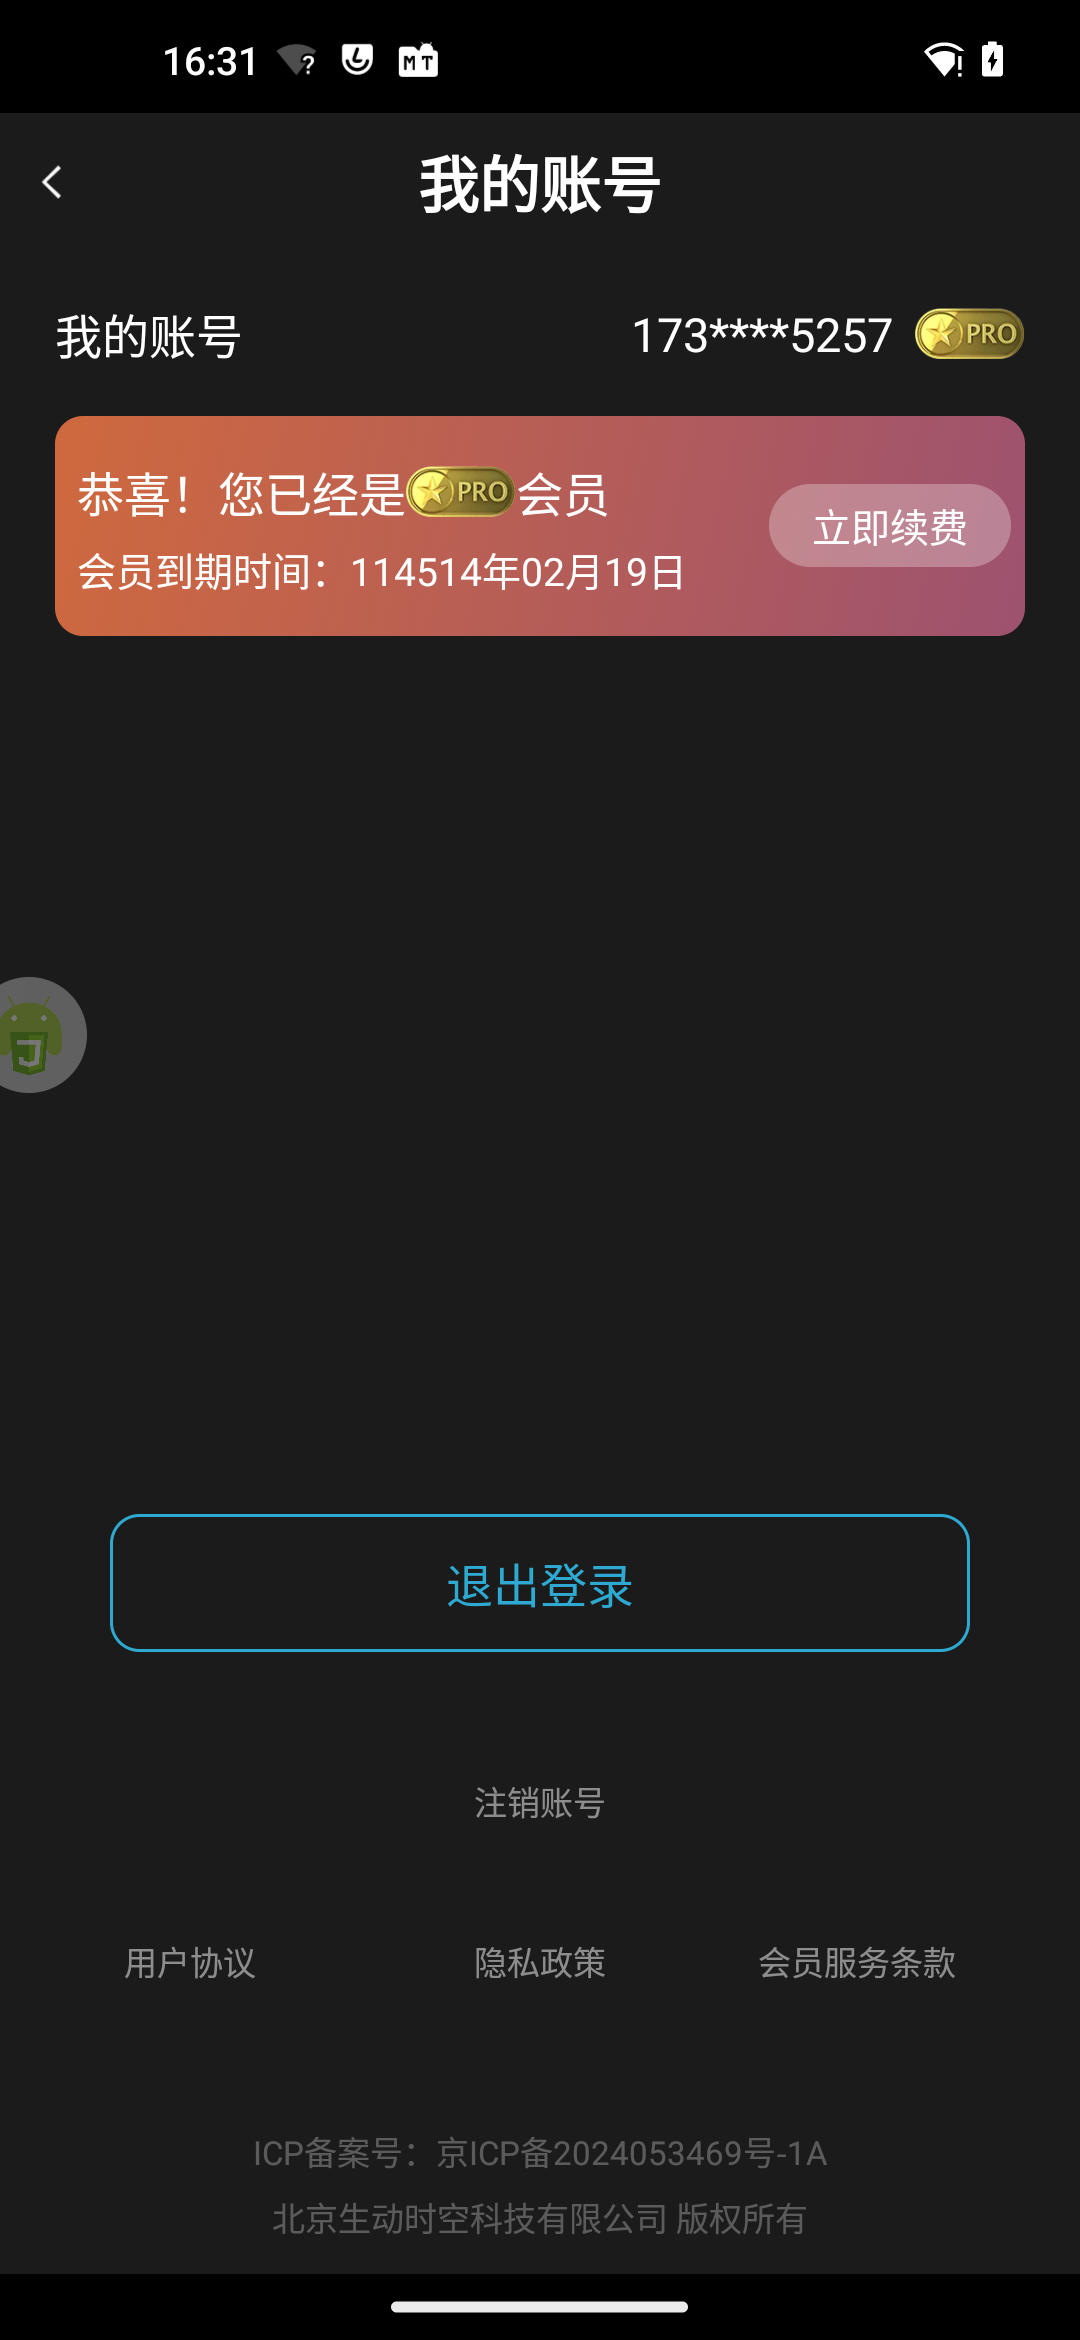 16:31
我的账号
我的账号 173****5257 PRO
恭喜！您已经是PRO会员
立即续费
会员到期时间：114514年02月19日
退出登录
注销账号
用户协议 隐私政策 会员服务条款
ICP备案号：京ICP备2024053469号-1A
北京生动时空科技有限公司 版权所有